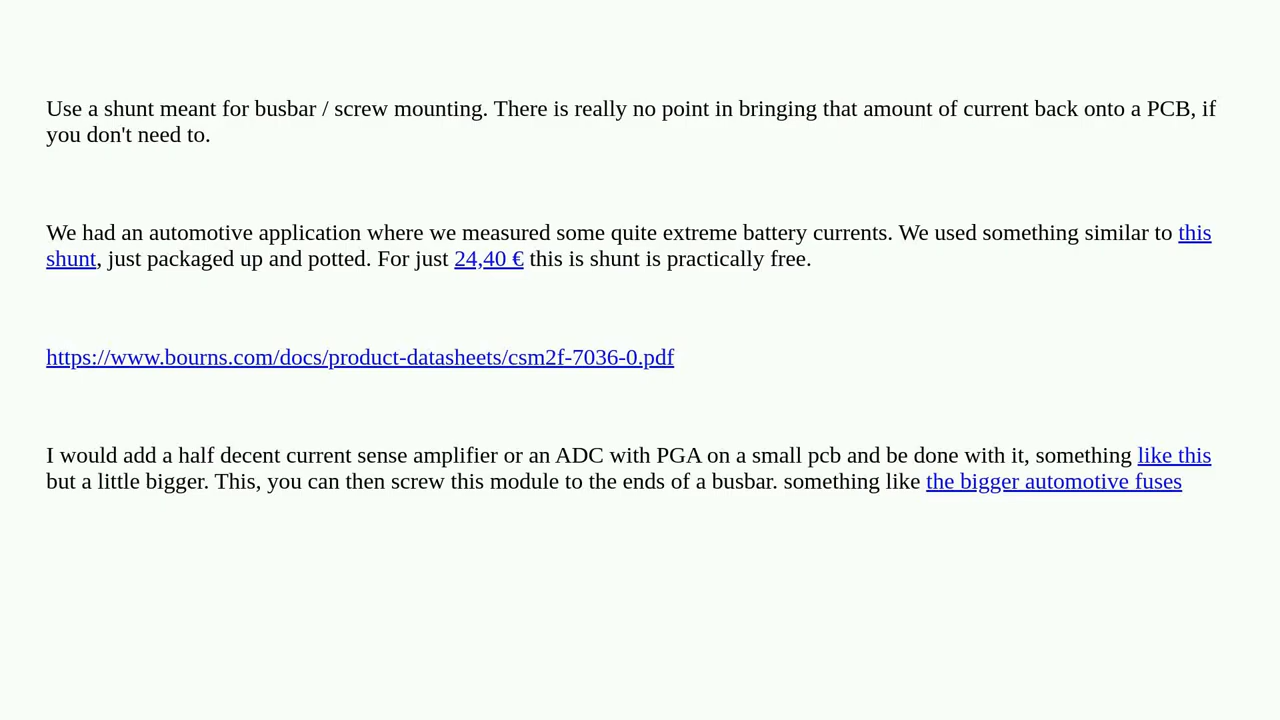 Use a shunt meant for busbar / screw mounting. There is really no point in bringing that amount of current back onto a PCB, if
you don't need to.
We had an automotive application where we measured some quite extreme battery currents. We used something similar to this
shunt, just packaged up and potted. For just 24,40 € this is shunt is practically free.
https://www.bourns.com/docs/product-datasheets/csm2f-7036-0.pdf
I would add a half decent current sense amplifier or an ADC with PGA on a small pcb and be done with it, something like this
but a little bigger. This, you can then screw this module to the ends of a busbar. something like the bigger automotive fuses